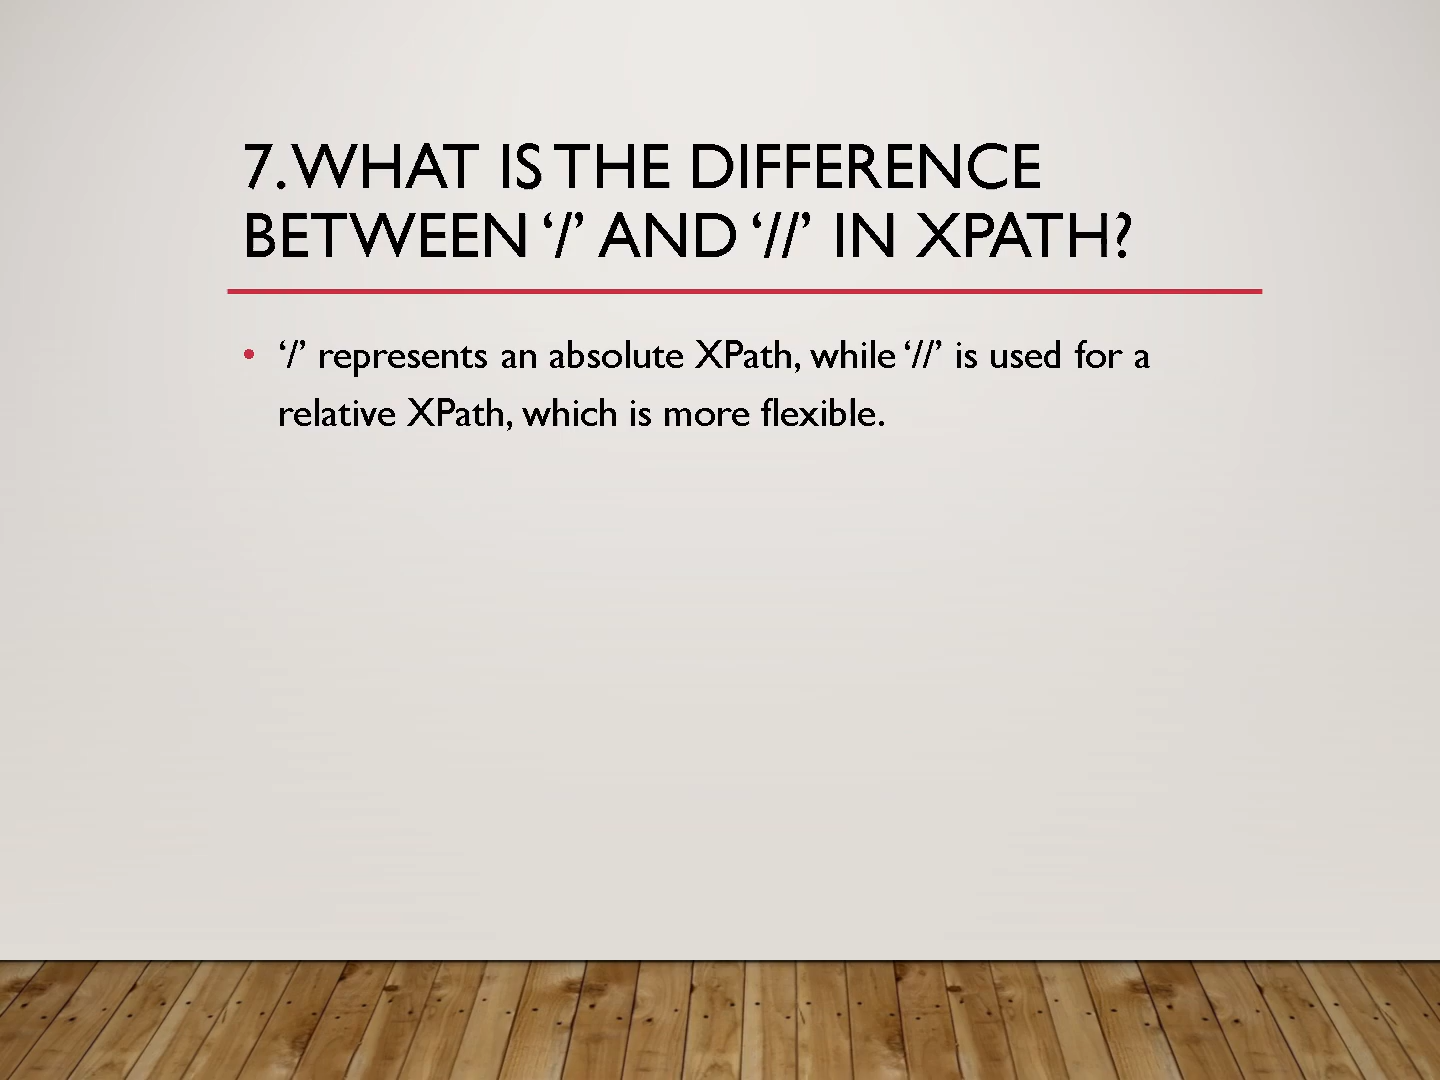 7. WHAT IS THE DIFFERENCE
BETWEEN ‘/’ AND ‘//’ IN XPATH?
• ‘/’ represents an absolute XPath, while ‘//’ is used for a
relative XPath, which is more flexible.